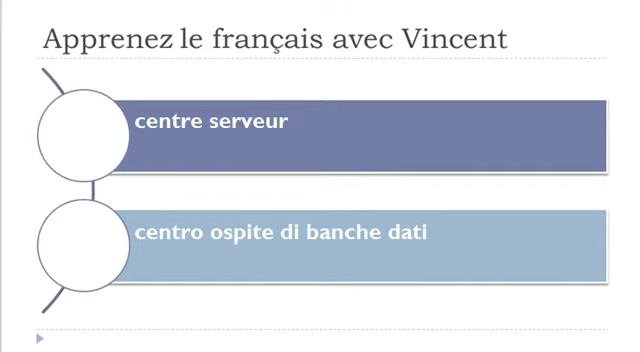 Apprenez le français avec Vincent
centre serveur
centro ospite di banche dati